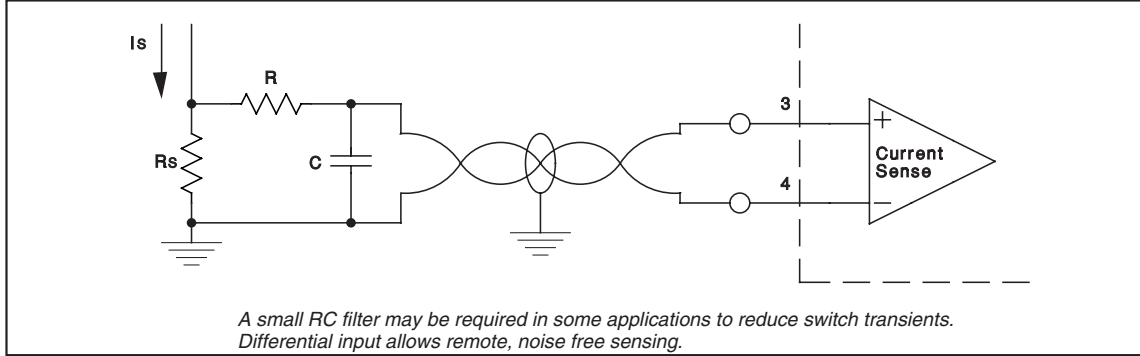 Is
R
3
Rs
C
Current
Sense
4
A small RC filter may be required in some applications to reduce switch transients.
Differential input allows remote, noise free sensing.